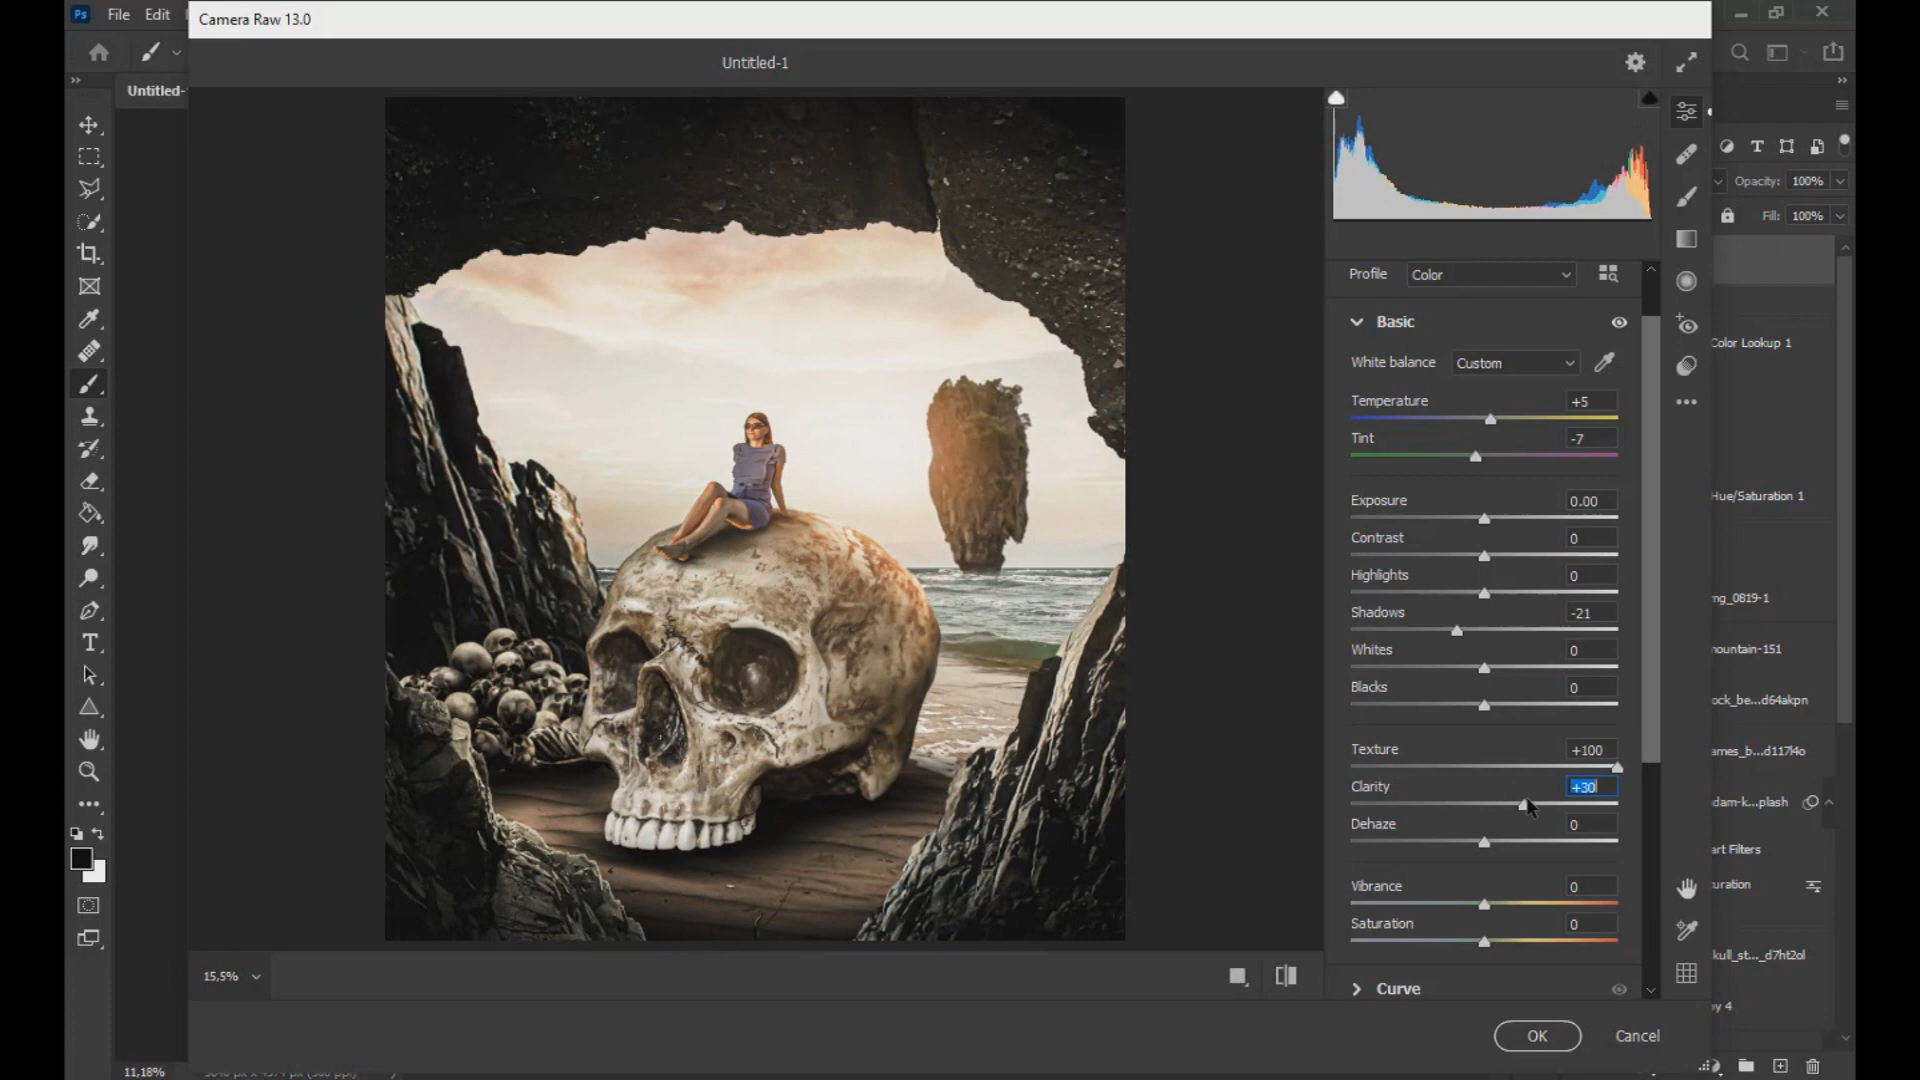 Ps File Edit
Camera Raw 13.0
Untitled-1
Untitled-
Opacity: 100%
Fill: 100%
Profile Color
Basic
White balance Custom
Temperature +5
Tint -7
Exposure 0.00
Contrast 0
Highlights 0
Shadows -21
Whites 0
Blacks 0
Texture +100
Clarity +30
Dehaze 0
Vibrance 0
Saturation 0
Curve
Color Lookup 1
Hue/Saturation 1
mg_0819-1
mountain-151
ock_be...d64akpn
ames_b...d117l4o
dam-k...plash
art Filters
uration
kull_st..._d7ht2ol
py 4
15,5%
OK
Cancel
11,18%